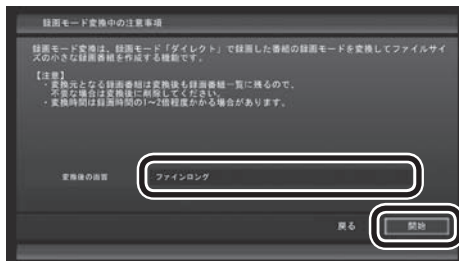 録画モード変換中の注意事項
録画モード変換は、録画モード「ダイレクト」で録画した番組の録画モードを変換してファイルサイ
ズの小さな録画番組を作成する機能です。
【注意】
・変換元となる録画番組は変換後も録画番組一覧に残るので、
不要な場合は変換後に削除してください。
・変換時間は録画時間の1～2倍程度かかる場合があります。
変換後の画質 ファインロング
戻る 開始